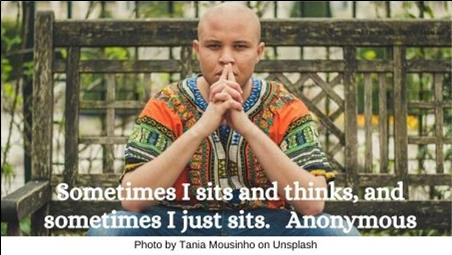 Sometimes I sits and thinks, and
sometimes I just sits.   Anonymous
Photo by Tania Mousinho on Unsplash